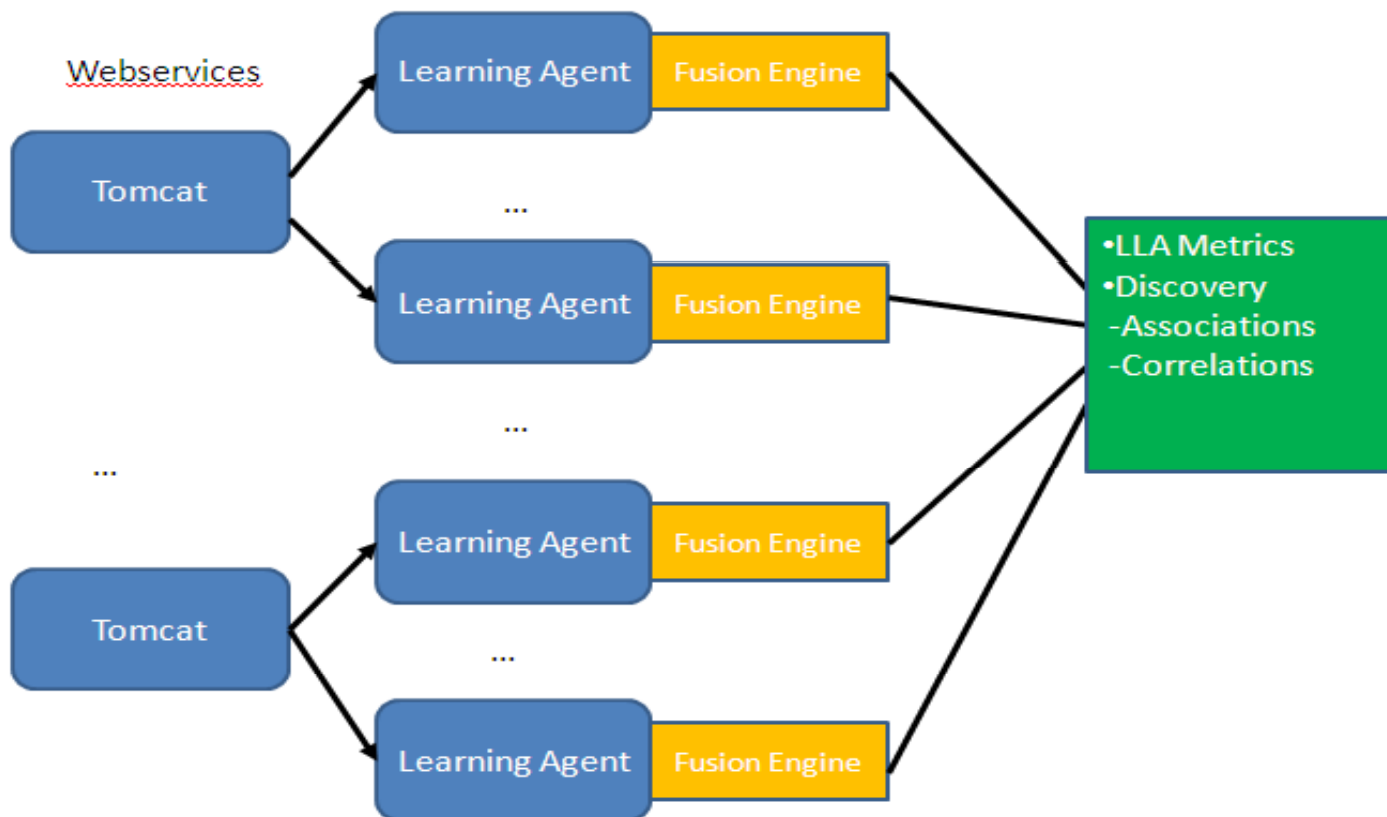 Webservices
Tomcat
Learning Agent
Fusion Engine
...
Learning Agent
Fusion Engine
...
...
Learning Agent
Fusion Engine
Tomcat
...
Learning Agent
Fusion Engine
•LLA Metrics
•Discovery
-Associations
-Correlations